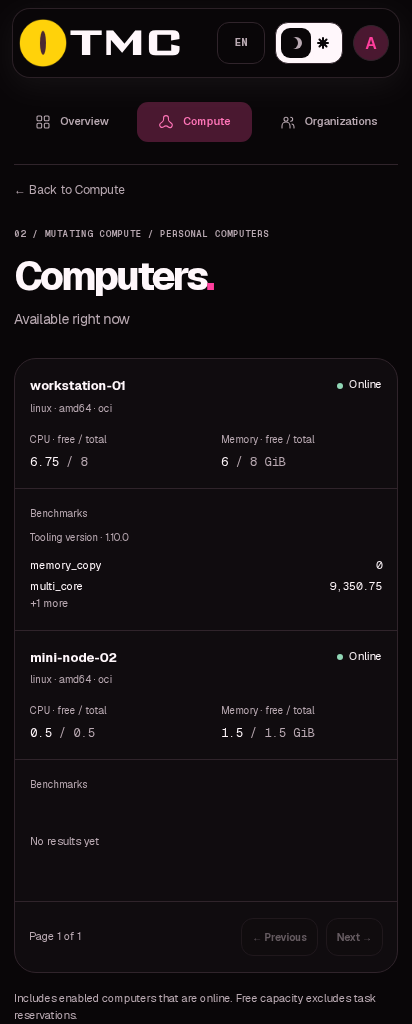 TMC
EN
A
Overview
Compute
Organizations
← Back to Compute
02 / MUTATING COMPUTE / PERSONAL COMPUTERS
Computers.
Available right now
workstation-01
Online
linux · amd64 · oci
CPU · free / total
Memory · free / total
6.75 / 8
6 / 8 GiB
Benchmarks
Tooling version · 1.10.0
memory_copy
0
multi_core
9,350.75
+1 more
mini-node-02
Online
linux · amd64 · oci
CPU · free / total
Memory · free / total
0.5 / 0.5
1.5 / 1.5 GiB
Benchmarks
No results yet
Page 1 of 1
← Previous
Next →
Includes enabled computers that are online. Free capacity excludes task
reservations.